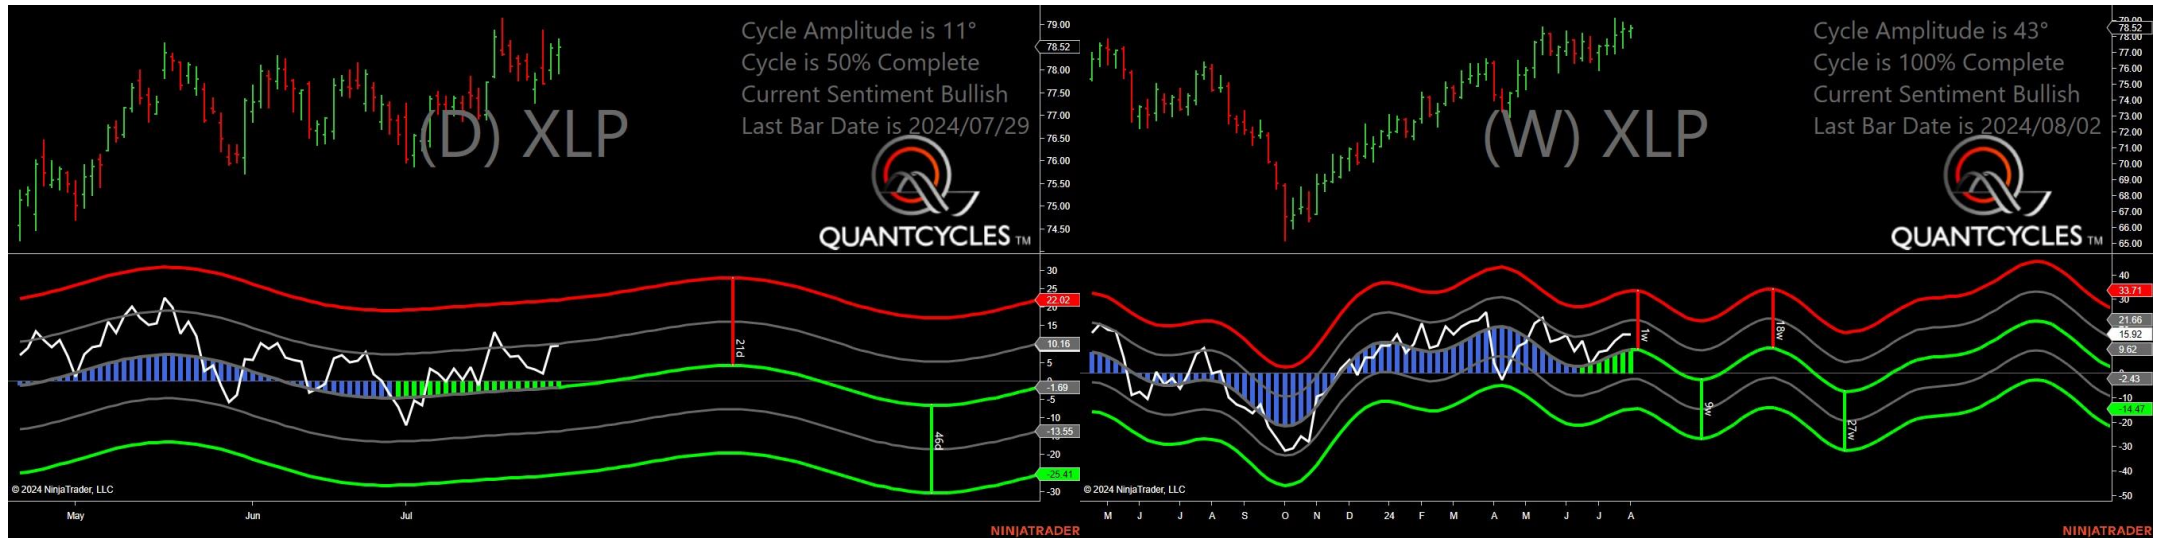 Cycle Amplitude is 11°
Cycle is 50% Complete
Current Sentiment Bullish
Last Bar Date is 2024/07/29
(D) XLP
QUANTCYCLES TM
79.00
78.52
78.00
77.50
77.00
76.50
76.00
75.50
75.00
74.50
30
25
22.02
20
15
10.16
5
0
-1.69
-5
-10
-13.55
-20
-25.41
-30
21d
46d
© 2024 NinjaTrader, LLC
May Jun Jul
NINJATRADER
Cycle Amplitude is 43°
Cycle is 100% Complete
Current Sentiment Bullish
Last Bar Date is 2024/08/02
(W) XLP
QUANTCYCLES TM
79.00
78.52
78.00
77.00
76.00
75.00
74.00
73.00
72.00
71.00
70.00
69.00
68.00
67.00
66.00
65.00
40
33.71
30
21.66
15.92
9.62
0
-2.43
-10
-14.47
-20
-30
-40
-50
1w
18w
9w
27w
© 2024 NinjaTrader, LLC
M J J A S O N D 24 F M A M J J A
NINJATRADER